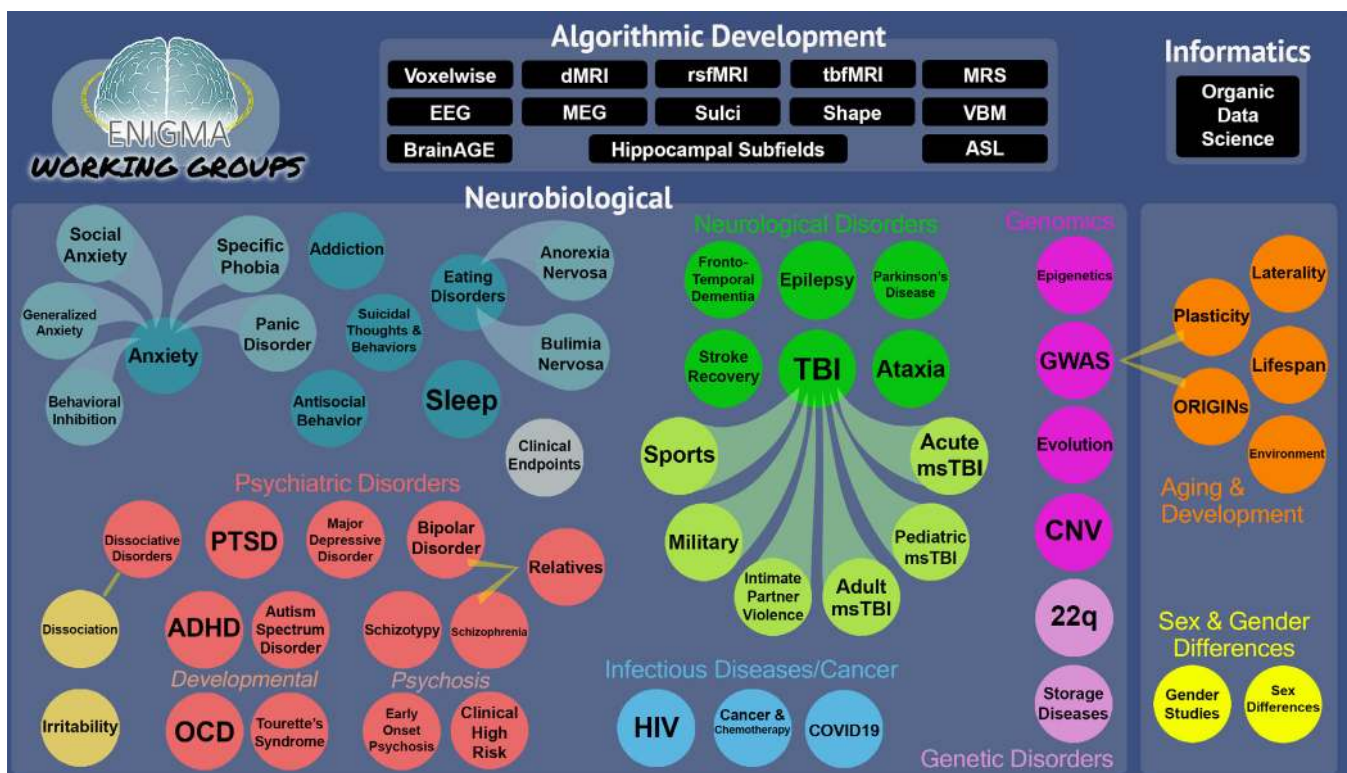 ENIGMA
WORKING GROUPS
Algorithmic Development
Voxelwise
dMRI
rsfMRI
tbfMRI
MRS
EEG
MEG
Sulci
Shape
VBM
BrainAGE
Hippocampal Subfields
ASL
Informatics
Organic
Data
Science
Neurobiological
Social
Anxiety
Specific
Phobia
Generalized
Anxiety
Anxiety
Panic
Disorder
Behavioral
Inhibition
Addiction
Suicidal
Thoughts &
Behaviors
Antisocial
Behavior
Eating
Disorders
Anorexia
Nervosa
Bulimia
Nervosa
Sleep
Clinical
Endpoints
Psychiatric Disorders
Dissociative
Disorders
PTSD
Major
Depressive
Disorder
Bipolar
Disorder
Relatives
Dissociation
ADHD
Autism
Spectrum
Disorder
Schizotypy
Schizophrenia
Developmental
Psychosis
Irritability
OCD
Tourette's
Syndrome
Early
Onset
Psychosis
Clinical
High
Risk
Neurological Disorders
Fronto-
Temporal
Dementia
Epilepsy
Parkinson's
Disease
Stroke
Recovery
TBI
Ataxia
Sports
Acute
msTBI
Military
Intimate
Partner
Violence
Adult
msTBI
Pediatric
msTBI
Infectious Diseases/Cancer
HIV
Cancer &
Chemotherapy
COVID19
Genomics
Epigenetics
GWAS
Evolution
CNV
22q
Storage
Diseases
Genetic Disorders
Laterality
Plasticity
Lifespan
ORIGINs
Environment
Aging &
Development
Sex & Gender
Differences
Gender
Studies
Sex
Differences